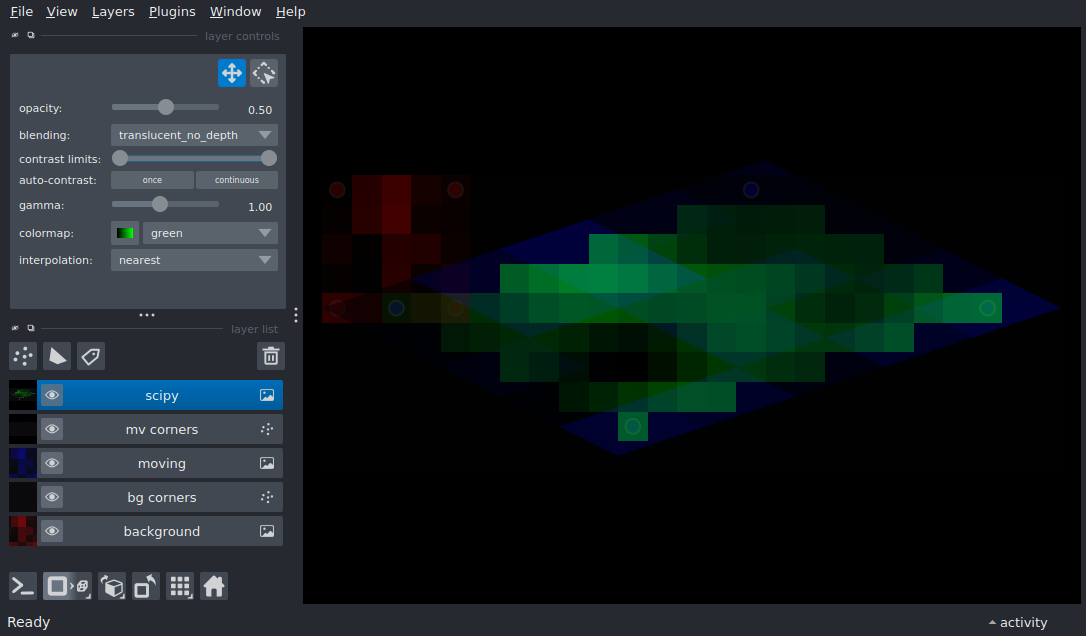 File View Layers Plugins Window Help
layer controls
opacity: 0.50
blending: translucent_no_depth
contrast limits:
auto-contrast: once continuous
gamma: 1.00
colormap: green
interpolation: nearest
layer list
scipy
mv corners
moving
bg corners
background
Ready activity